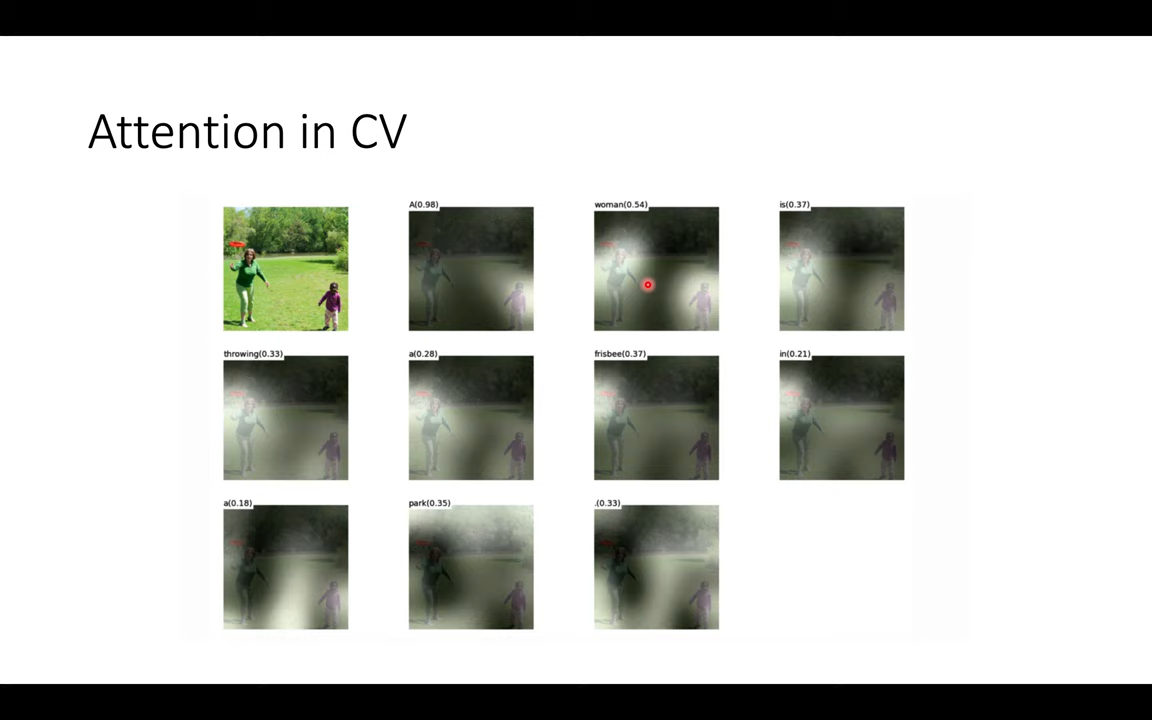 Attention in CV
A(0.98)
woman(0.54)
is(0.37)
throwing(0.33)
a(0.28)
frisbee(0.37)
in(0.21)
a(0.18)
park(0.35)
.(0.33)